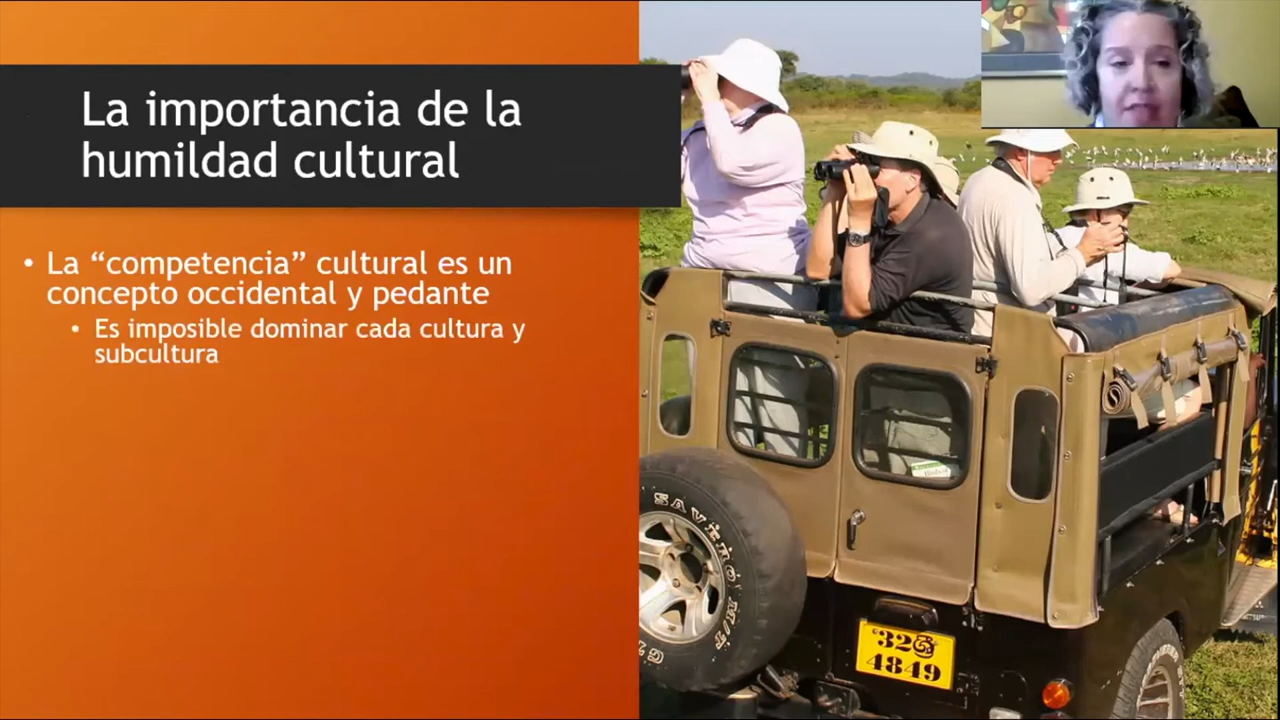 La importancia de la
humildad cultural
• La “competencia” cultural es un
concepto occidental y pedante
• Es imposible dominar cada cultura y
subcultura
SAVERO
32 ශ්‍රී
4849